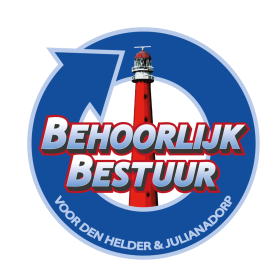 BEHOORLIJK
BESTUUR
VOOR DEN HELDER & JULIANADORP